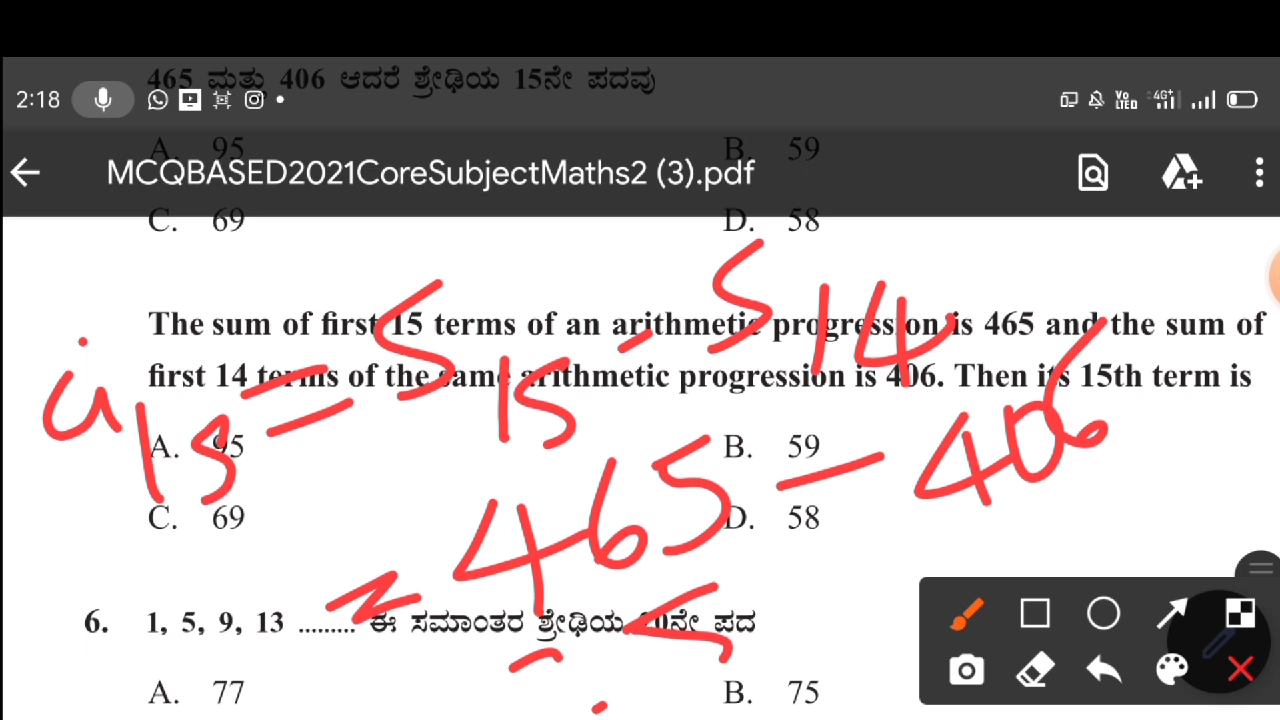 465 ಮತ್ತು 406 ಆದರೆ ಶ್ರೇಢಿಯ 15ನೇ ಪದವು
2:18
A. 95 B. 59
MCQBASED2021CoreSubjectMaths2 (3).pdf
C. 69 D. 58
The sum of first 15 terms of an arithmetic progression is 465 and the sum of
first 14 terms of the same arithmetic progression is 406. Then its 15th term is
a15 = S15 - S14
A. 95 B. 59
= 465 - 406
C. 69 D. 58
6. 1, 5, 9, 13 ......... ಈ ಸಮಾಂತರ ಶ್ರೇಢಿಯ 20ನೇ ಪದ
= 5
A. 77 B. 75